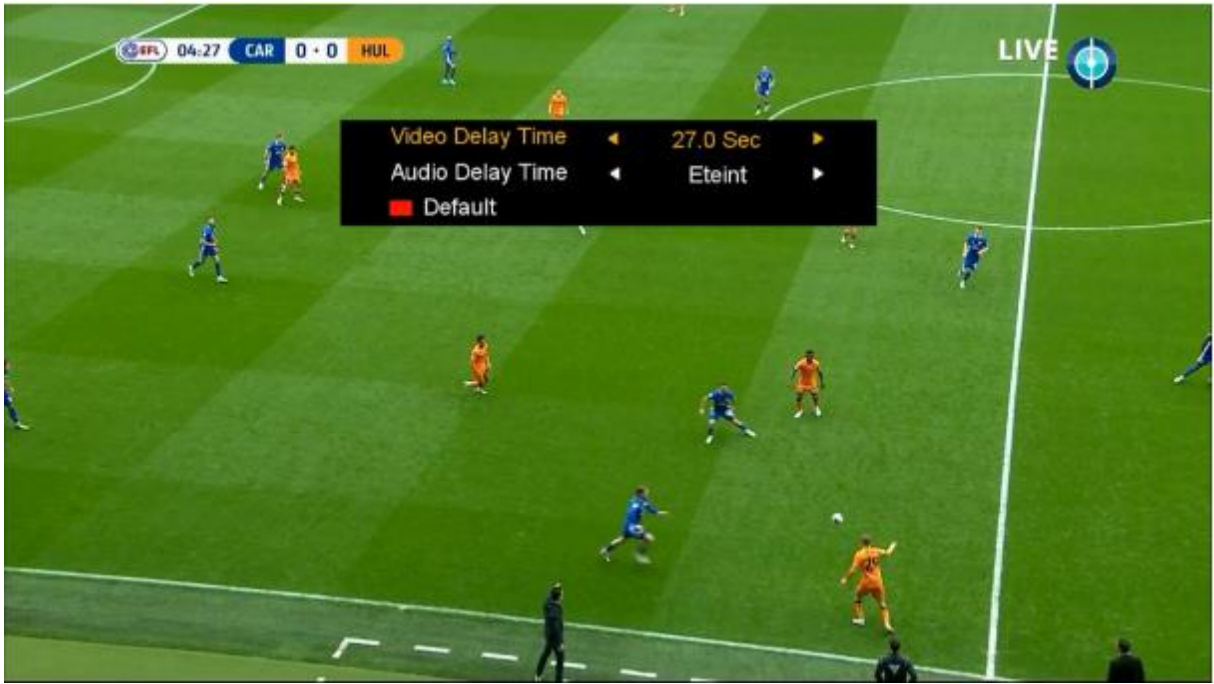 EFL 04:27 CAR 0 - 0 HUL
LIVE
Video Delay Time 27.0 Sec
Audio Delay Time Eteint
Default